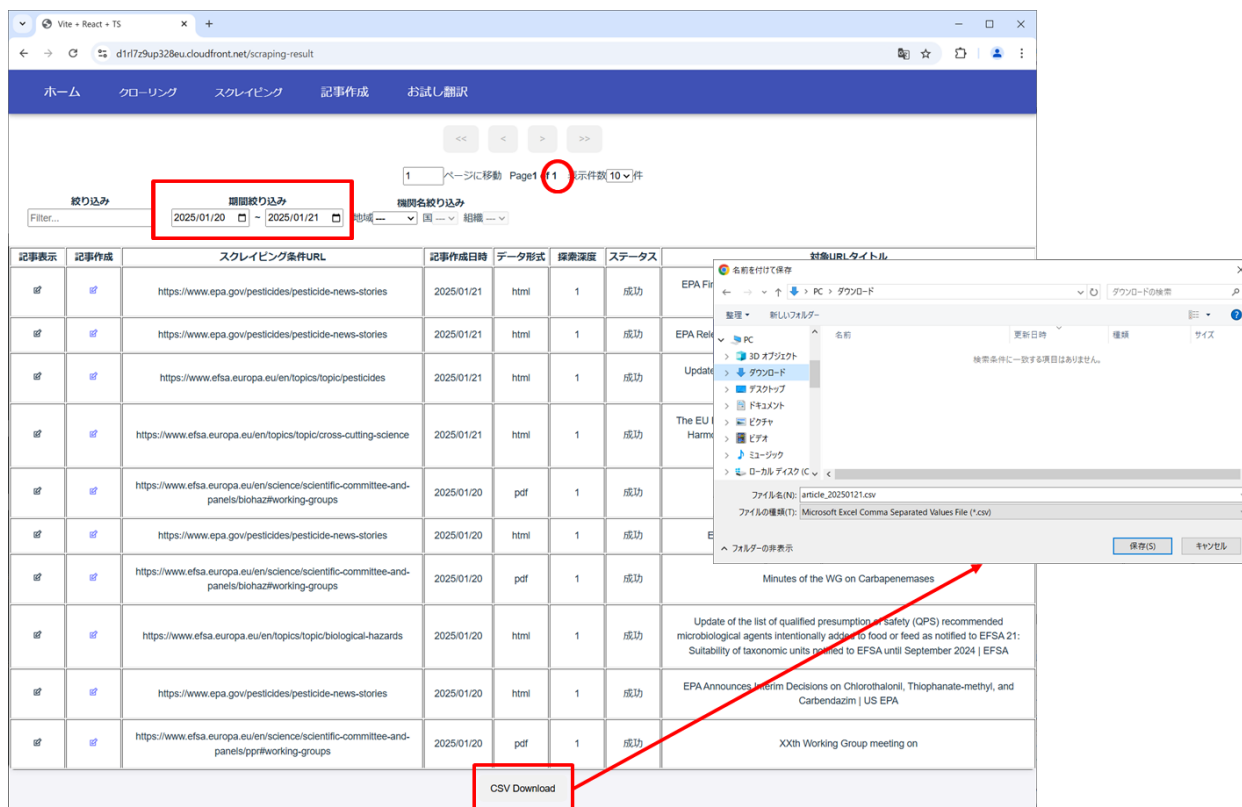 Vite + React + TS
d1rl7z9up328eu.cloudfront.net/scraping-result
ホーム クローリング スクレイピング 記事作成 お試し翻訳
<< < > >>
1 ページに移動 Page1 of 1 表示件数 10 件
絞り込み 期間絞り込み 機関名絞り込み
Filter... 2025/01/20 ~ 2025/01/21 地域 --- 国 --- 組織 ---
記事表示 記事作成 スクレイピング条件URL 記事作成日時 データ形式 探索深度 ステータス 対象URLタイトル
https://www.epa.gov/pesticides/pesticide-news-stories 2025/01/21 html 1 成功 EPA
https://www.epa.gov/pesticides/pesticide-news-stories 2025/01/21 html 1 成功 EPA
https://www.efsa.europa.eu/en/topics/topic/pesticides 2025/01/21 html 1 成功 Update
https://www.efsa.europa.eu/en/topics/topic/cross-cutting-science 2025/01/21 html 1 成功 The EU
https://www.efsa.europa.eu/en/science/scientific-committee-and-
panels/biohaz#working-groups 2025/01/20 pdf 1 成功
https://www.epa.gov/pesticides/pesticide-news-stories 2025/01/20 html 1 成功
https://www.efsa.europa.eu/en/science/scientific-committee-and-
panels/biohaz#working-groups 2025/01/20 pdf 1 成功 Minutes of the WG on Carbapenemases
https://www.efsa.europa.eu/en/topics/topic/biological-hazards 2025/01/20 html 1 成功
Update of the list of qualified presumption of safety (QPS) recommended
microbiological agents intentionally added to food or feed as notified to EFSA 21:
Suitability of taxonomic units notified to EFSA until September 2024 | EFSA
https://www.epa.gov/pesticides/pesticide-news-stories 2025/01/20 html 1 成功
EPA Announces Interim Decisions on Chlorothalonil, Thiophanate-methyl, and
Carbendazim | US EPA
https://www.efsa.europa.eu/en/science/scientific-committee-and-
panels/ppr#working-groups 2025/01/20 pdf 1 成功 XXth Working Group meeting on
CSV Download
名前を付けて保存
PC > ダウンロード ダウンロードの検索
整理 新しいフォルダー
PC
3D オブジェクト
ダウンロード
デスクトップ
ドキュメント
ピクチャ
ビデオ
ミュージック
ローカル ディスク (C
名前 更新日時 種類 サイズ
検索条件に一致する項目はありません。
ファイル名(N): article_20250121.csv
ファイルの種類(T): Microsoft Excel Comma Separated Values File (*.csv)
フォルダーの非表示 保存(S) キャンセル